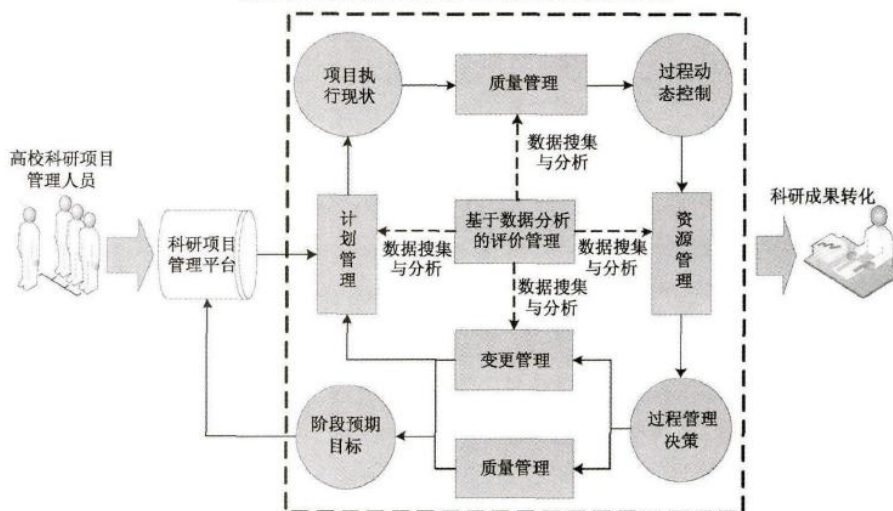 项目执
行现状
质量管理
过程动
态控制
数据搜集
与分析
高校科研项目
管理人员
科研成果转化
科研项目
管理平台
计划管理
基于数据分析
的评价管理
资源管理
数据搜集
与分析
数据搜集
与分析
数据搜集
与分析
变更管理
阶段预期
目标
过程管理
决策
质量管理